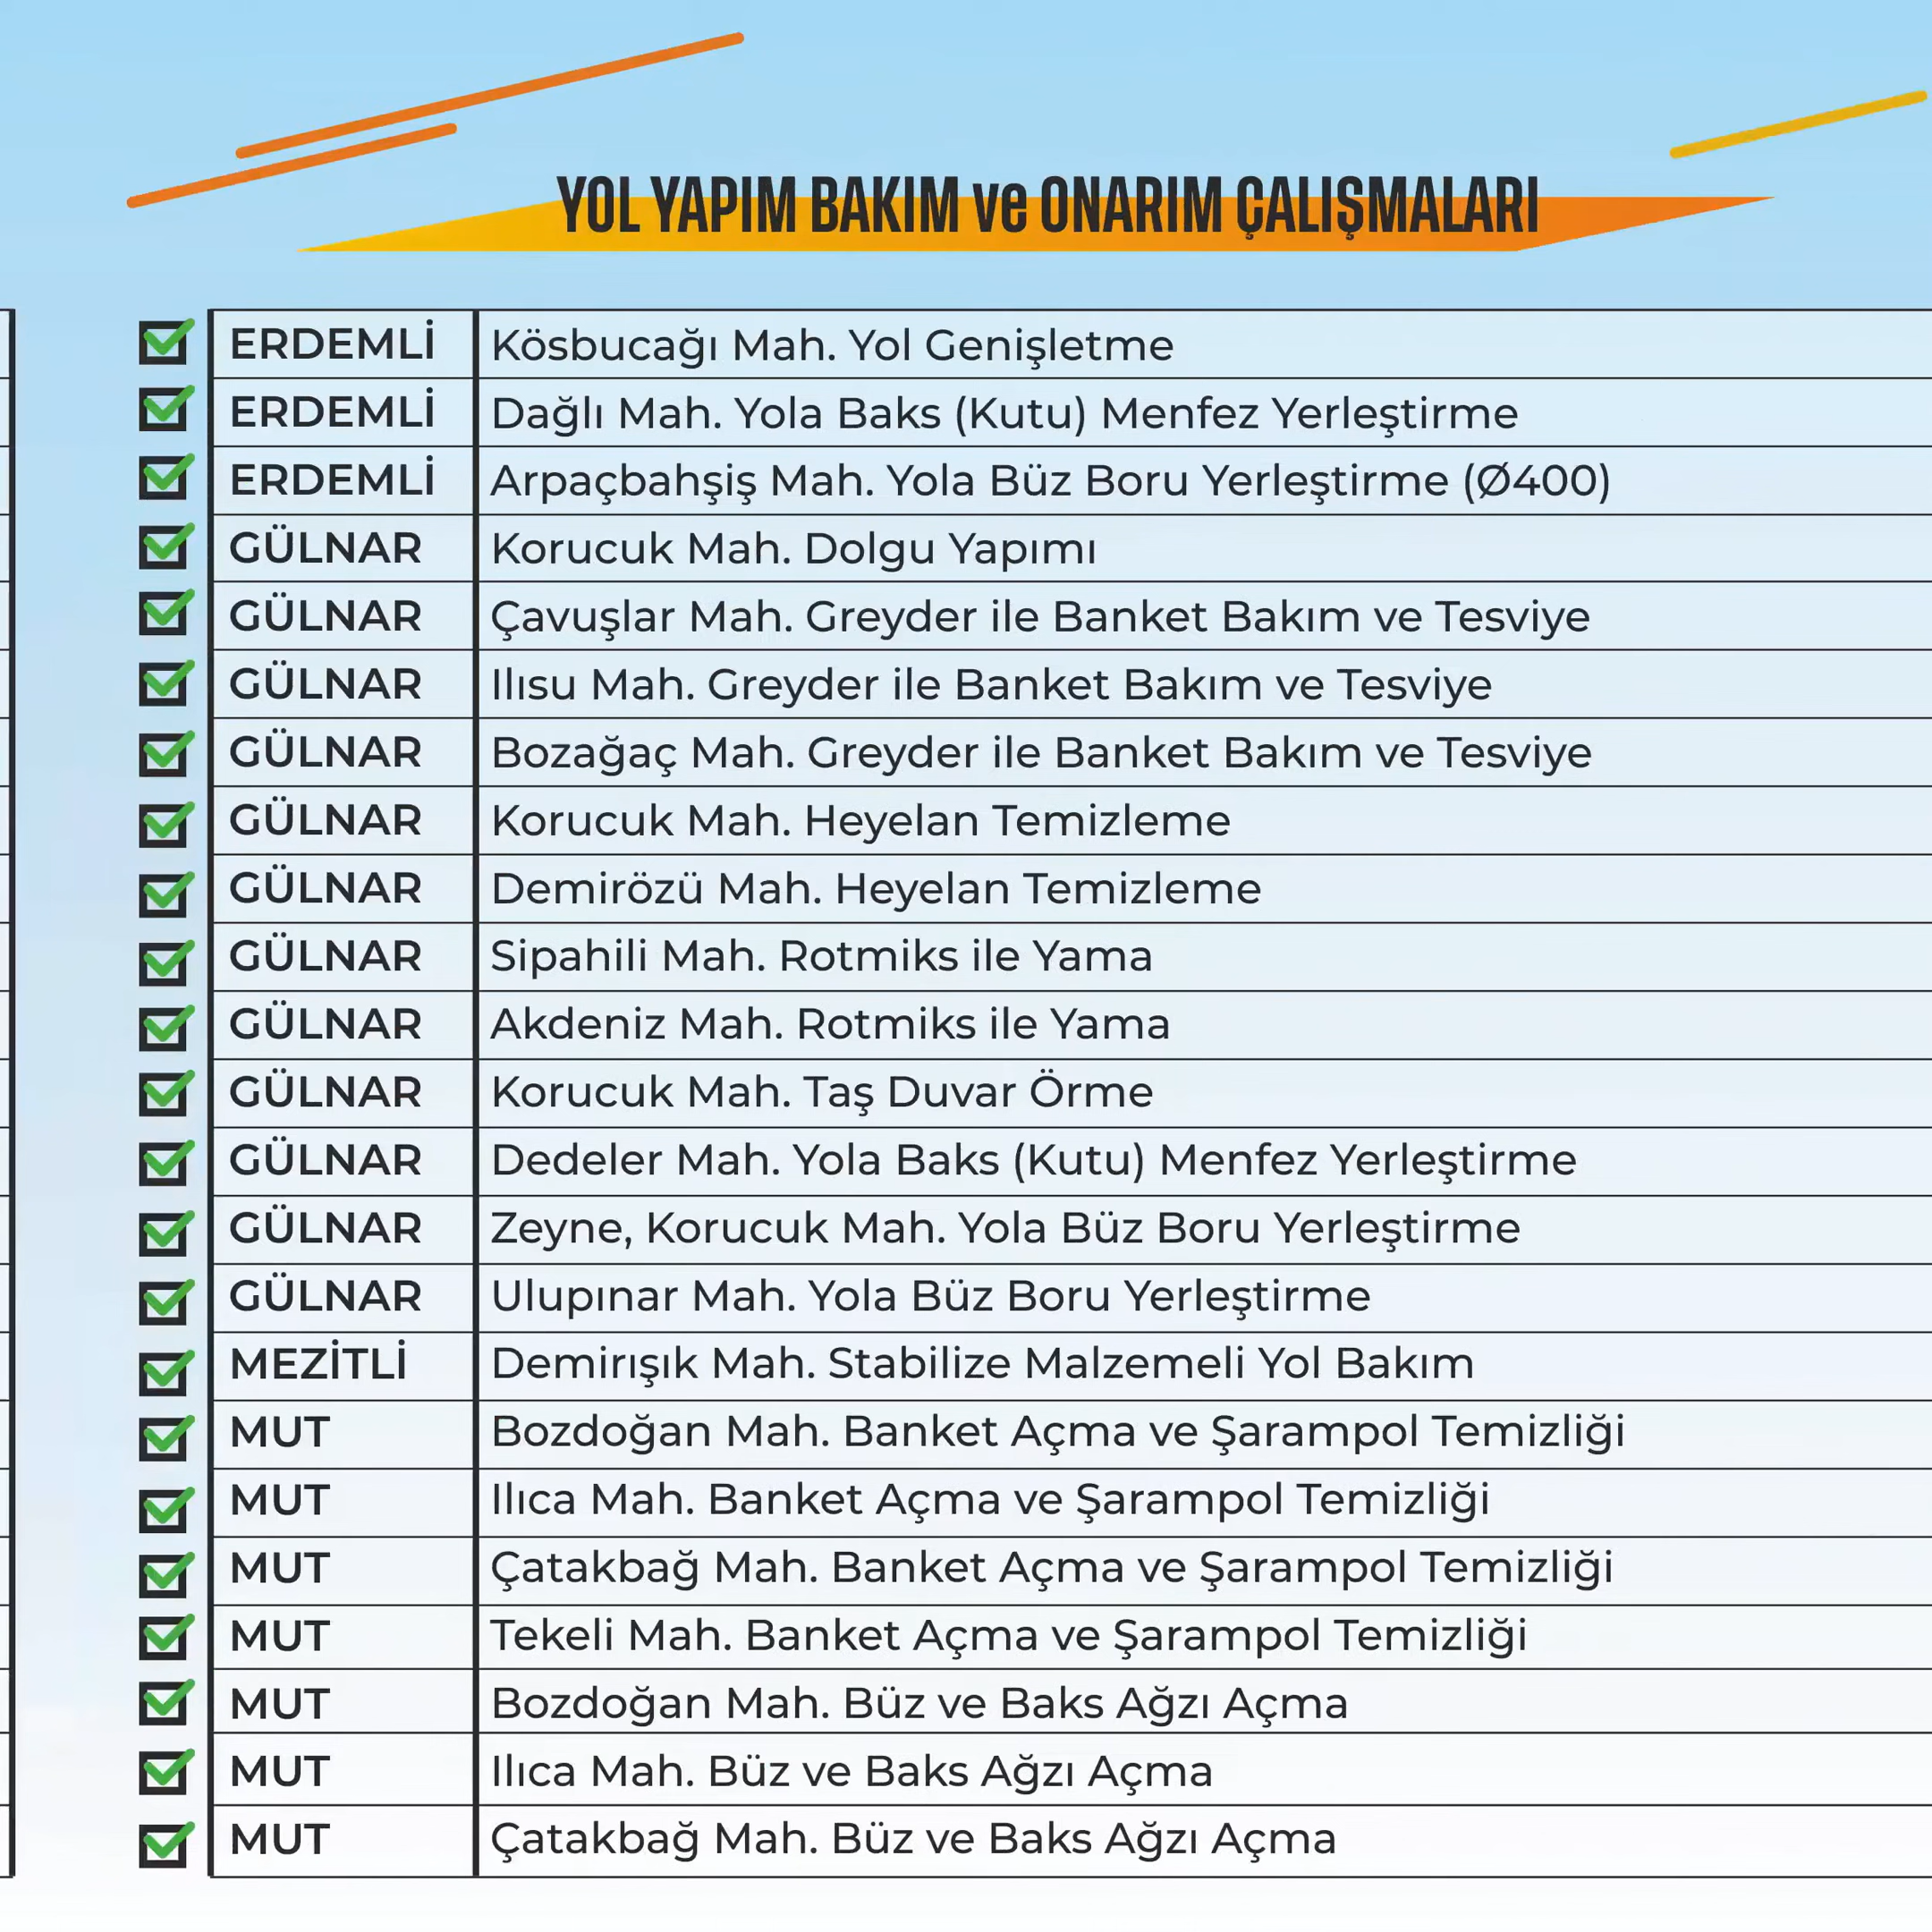 YOL YAPIM BAKIM ve ONARIM ÇALIŞMALARI
ERDEMLİ Kösbucağı Mah. Yol Genişletme
ERDEMLİ Dağlı Mah. Yola Baks (Kutu) Menfez Yerleştirme
ERDEMLİ Arpaçbahşiş Mah. Yola Büz Boru Yerleştirme (Ø400)
GÜLNAR Korucuk Mah. Dolgu Yapımı
GÜLNAR Çavuşlar Mah. Greyder ile Banket Bakım ve Tesviye
GÜLNAR Ilısu Mah. Greyder ile Banket Bakım ve Tesviye
GÜLNAR Bozağaç Mah. Greyder ile Banket Bakım ve Tesviye
GÜLNAR Korucuk Mah. Heyelan Temizleme
GÜLNAR Demirözü Mah. Heyelan Temizleme
GÜLNAR Sipahili Mah. Rotmiks ile Yama
GÜLNAR Akdeniz Mah. Rotmiks ile Yama
GÜLNAR Korucuk Mah. Taş Duvar Örme
GÜLNAR Dedeler Mah. Yola Baks (Kutu) Menfez Yerleştirme
GÜLNAR Zeyne, Korucuk Mah. Yola Büz Boru Yerleştirme
GÜLNAR Ulupınar Mah. Yola Büz Boru Yerleştirme
MEZİTLİ Demirışık Mah. Stabilize Malzemeli Yol Bakım
MUT Bozdoğan Mah. Banket Açma ve Şarampol Temizliği
MUT Ilıca Mah. Banket Açma ve Şarampol Temizliği
MUT Çatakbağ Mah. Banket Açma ve Şarampol Temizliği
MUT Tekeli Mah. Banket Açma ve Şarampol Temizliği
MUT Bozdoğan Mah. Büz ve Baks Ağzı Açma
MUT Ilıca Mah. Büz ve Baks Ağzı Açma
MUT Çatakbağ Mah. Büz ve Baks Ağzı Açma